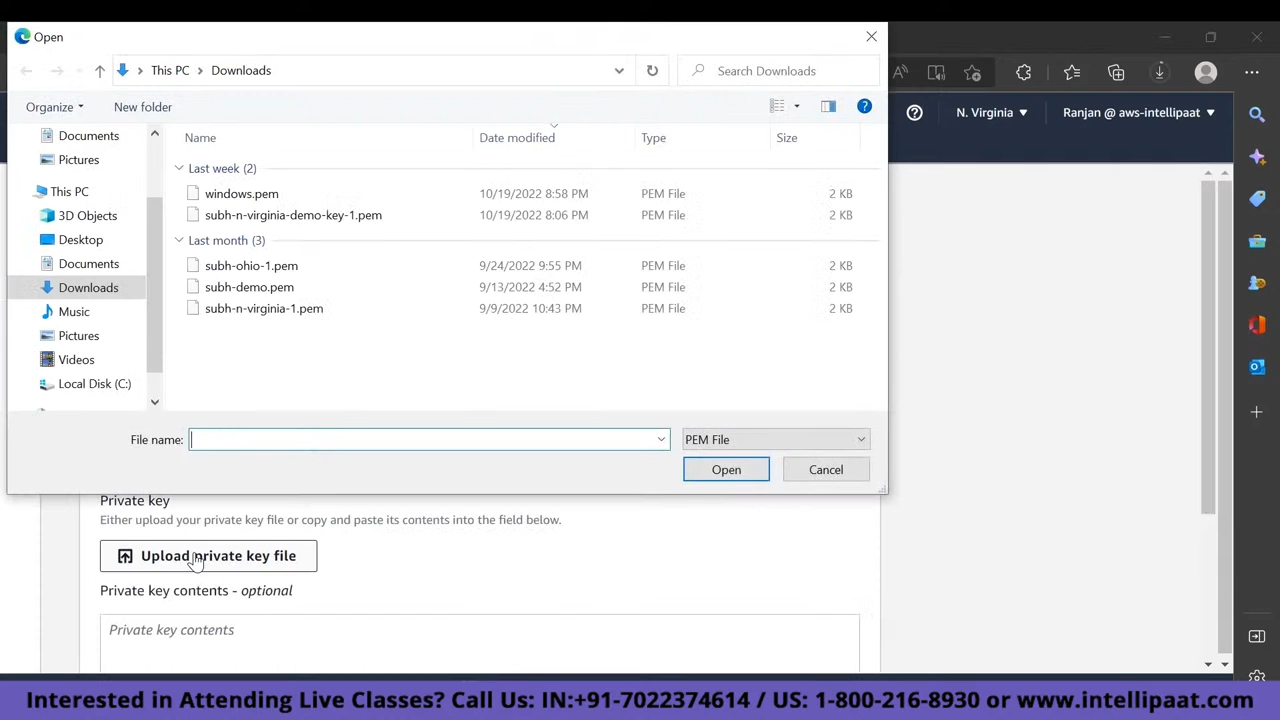 Open
This PC
Downloads
Search Downloads
Organize
New folder
N. Virginia
Ranjan @ aws-intellipaat
Documents
Pictures
This PC
3D Objects
Desktop
Documents
Downloads
Music
Pictures
Videos
Local Disk (C:)
Name Date modified Type Size
Last week (2)
windows.pem 10/19/2022 8:58 PM PEM File 2 KB
subh-n-virginia-demo-key-1.pem 10/19/2022 8:06 PM PEM File 2 KB
Last month (3)
subh-ohio-1.pem 9/24/2022 9:55 PM PEM File 2 KB
subh-demo.pem 9/13/2022 4:52 PM PEM File 2 KB
subh-n-virginia-1.pem 9/9/2022 10:43 PM PEM File 2 KB
File name:
PEM File
Open
Cancel
Private key
Either upload your private key file or copy and paste its contents into the field below.
Upload private key file
Private key contents - optional
Private key contents
Interested in Attending Live Classes? Call Us: IN:+91-7022374614 / US: 1-800-216-8930 or www.intellipaat.com